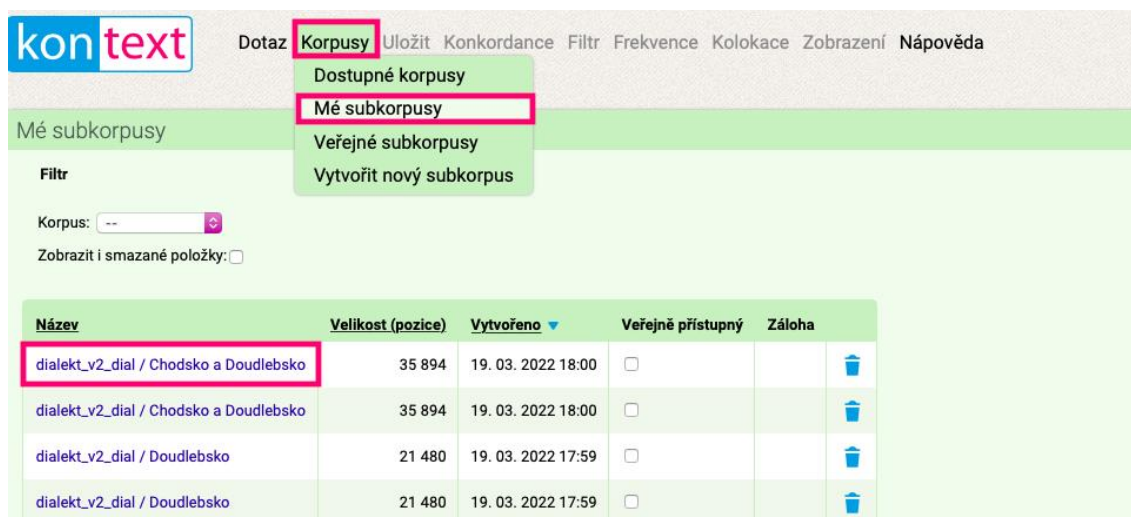 kontext
Dotaz Korpusy Uložit Konkordance Filtr Frekvence Kolokace Zobrazení Nápověda
Dostupné korpusy
Mé subkorpusy
Veřejné subkorpusy
Vytvořit nový subkorpus
Mé subkorpusy
Filtr
Korpus: --
Zobrazit i smazané položky:
Název Velikost (pozice) Vytvořeno Veřejně přístupný Záloha
dialekt_v2_dial / Chodsko a Doudlebsko 35 894 19. 03. 2022 18:00
dialekt_v2_dial / Chodsko a Doudlebsko 35 894 19. 03. 2022 18:00
dialekt_v2_dial / Doudlebsko 21 480 19. 03. 2022 17:59
dialekt_v2_dial / Doudlebsko 21 480 19. 03. 2022 17:59